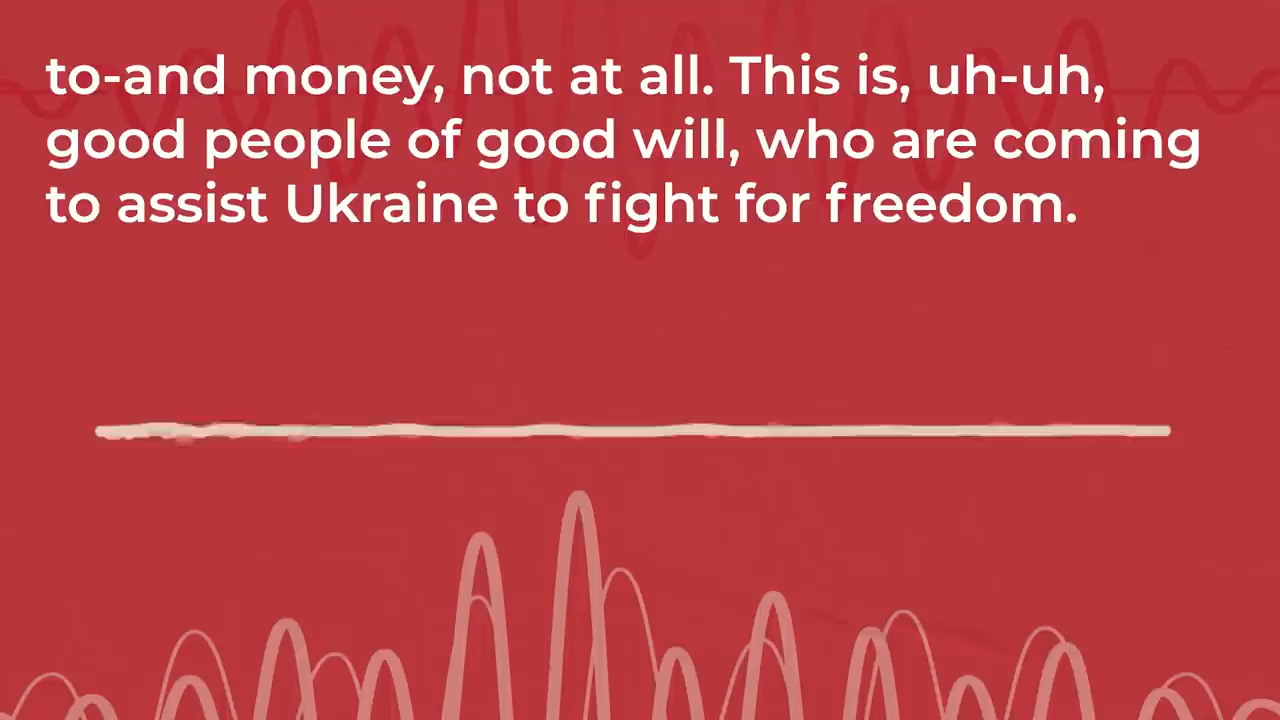 to-and money, not at all. This is, uh-uh,
good people of good will, who are coming
to assist Ukraine to fight for freedom.